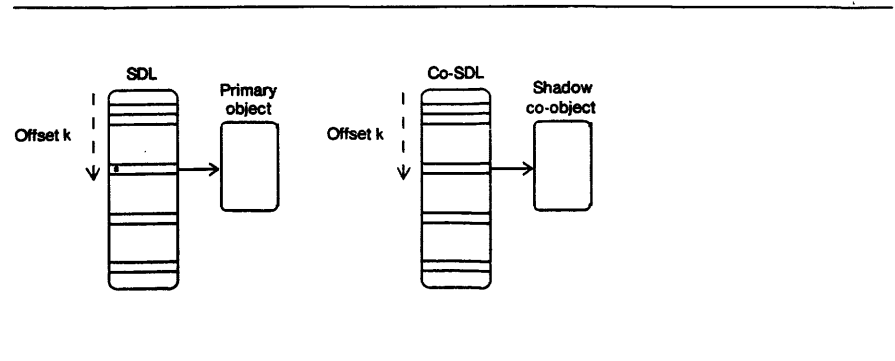 SDL
Primary
object
Offset k
Co-SDL
Shadow
co-object
Offset k